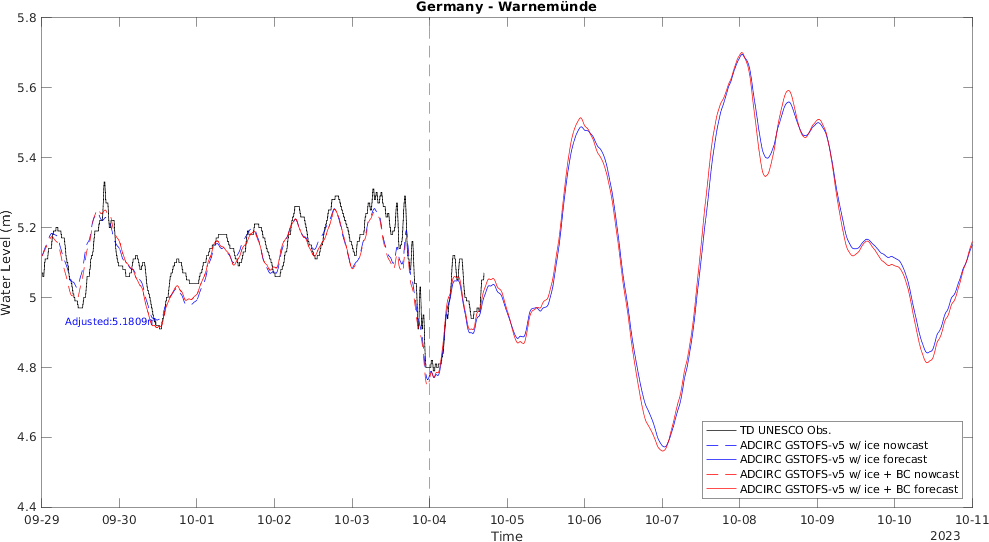 Germany - Warnemünde
Water Level (m)
5.8
5.6
5.4
5.2
5
4.8
4.6
4.4
Adjusted:5.1809m
TD UNESCO Obs.
ADCIRC GSTOFS-v5 w/ ice nowcast
ADCIRC GSTOFS-v5 w/ ice forecast
ADCIRC GSTOFS-v5 w/ ice + BC nowcast
ADCIRC GSTOFS-v5 w/ ice + BC forecast
09-29 09-30 10-01 10-02 10-03 10-04 10-05 10-06 10-07 10-08 10-09 10-10 10-11
Time
2023